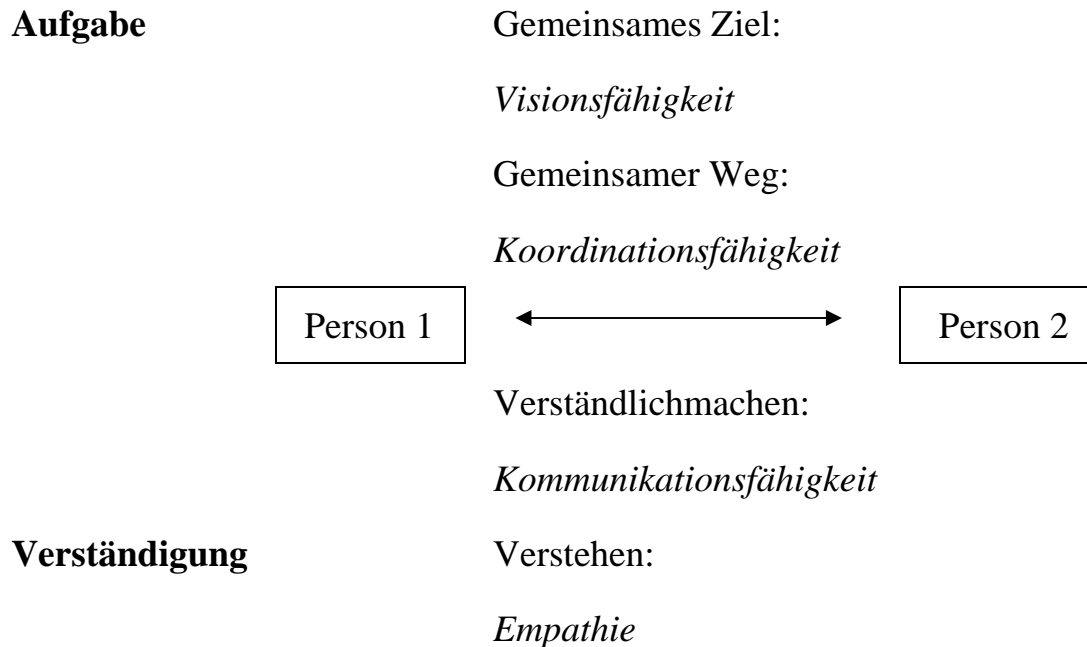 Aufgabe Gemeinsames Ziel:
Visionsfähigkeit
Gemeinsamer Weg:
Koordinationsfähigkeit
Person 1 Person 2
Verständlichmachen:
Kommunikationsfähigkeit
Verständigung Verstehen:
Empathie